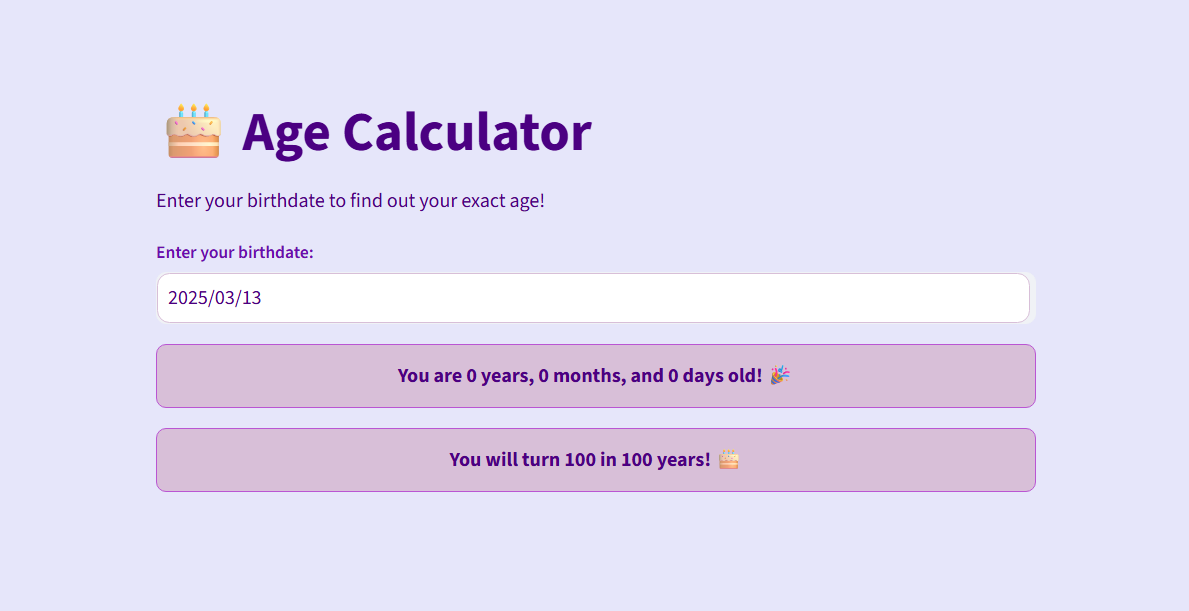 🎂 Age Calculator
Enter your birthdate to find out your exact age!
Enter your birthdate:
2025/03/13
You are 0 years, 0 months, and 0 days old! 🎉
You will turn 100 in 100 years! 🎂